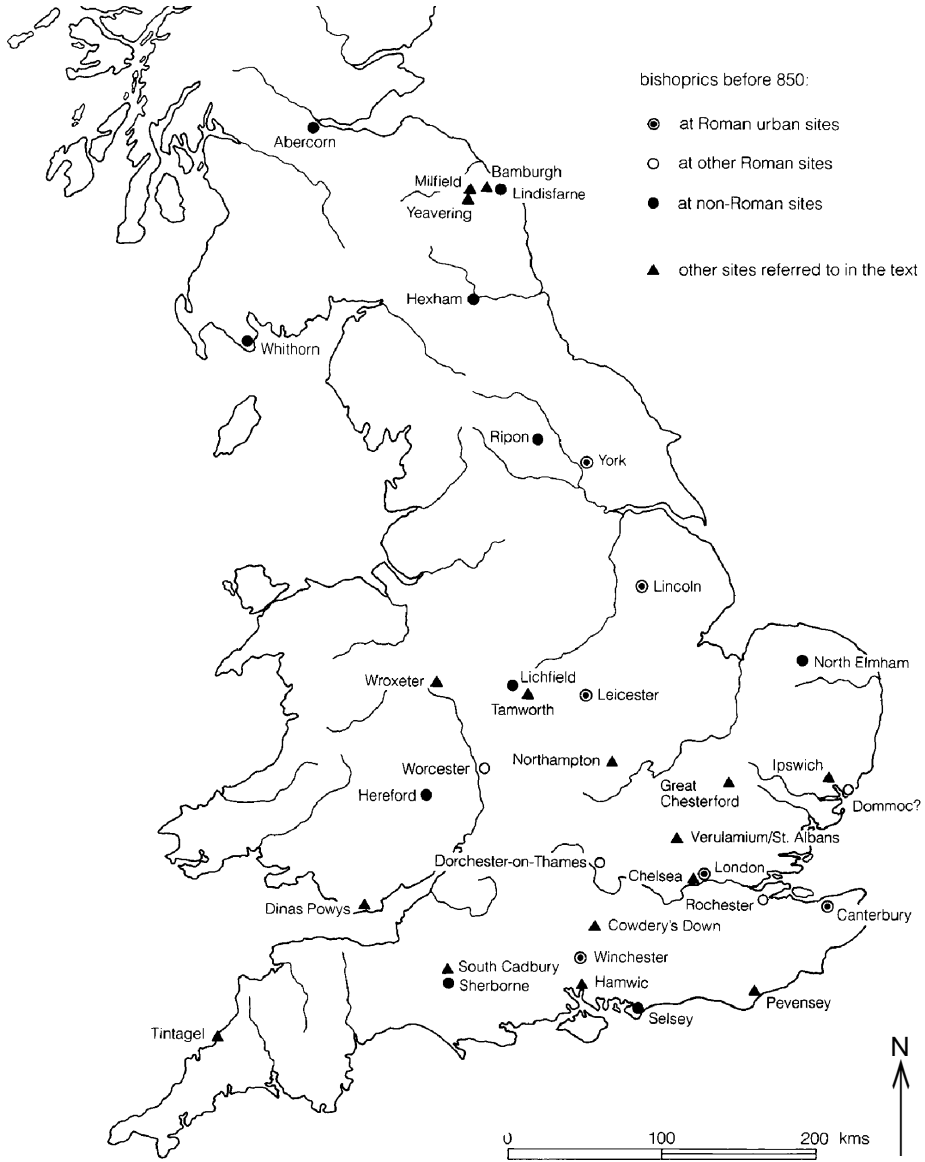 bishoprics before 850:
at Roman urban sites
at other Roman sites
at non-Roman sites
other sites referred to in the text
Abercorn
Bamburgh
Milfield
Lindisfarne
Yeavering
Hexham
Whithorn
Ripon
York
Lincoln
North Elmham
Lichfield
Wroxeter
Leicester
Tamworth
Northampton
Ipswich
Worcester
Great
Chesterford
Hereford
Dommoc?
Verulamium/St. Albans
Dorchester-on-Thames
London
Chelsea
Rochester
Dinas Powys
Canterbury
Cowdery's Down
Winchester
South Cadbury
Hamwic
Sherborne
Pevensey
Selsey
Tintagel
N
0 100 200 kms